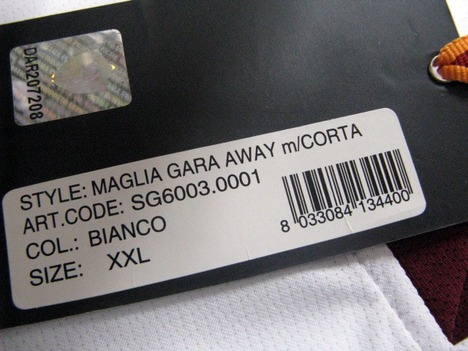 DAR207208
STYLE: MAGLIA GARA AWAY m/CORTA
ART.CODE: SG6003.0001
COL.: BIANCO
SIZE: XXL
8 033084 134400